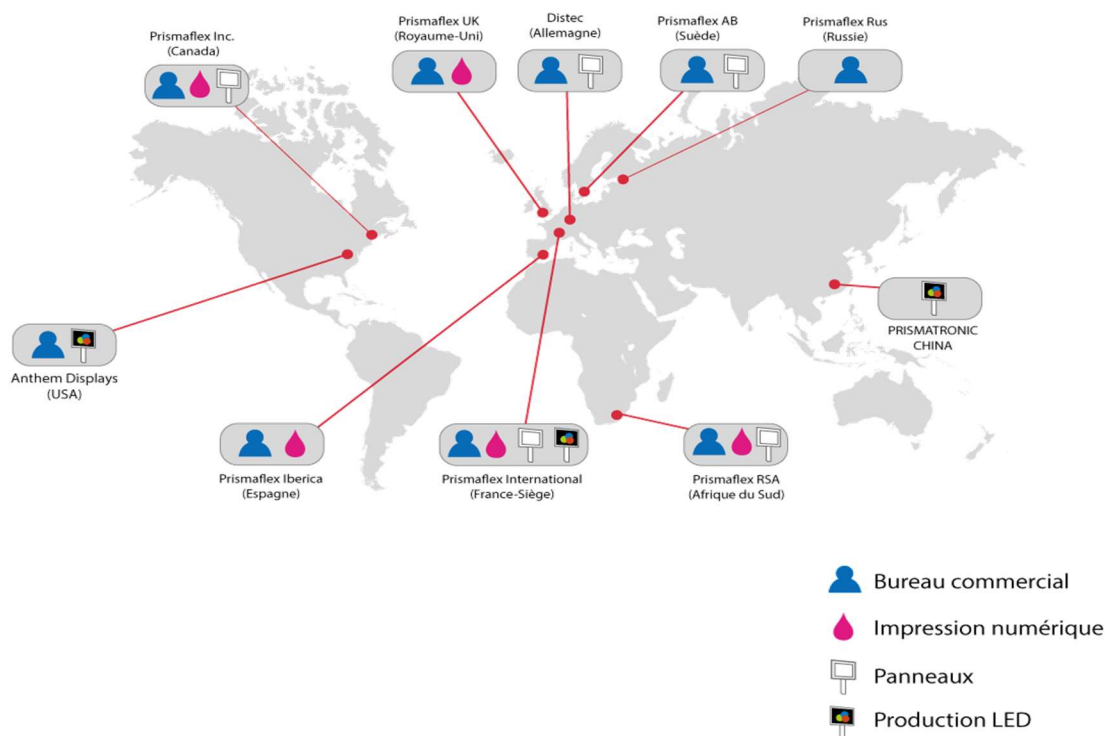 Prismaflex Inc.
(Canada)
Prismaflex UK
(Royaume-Uni)
Distec
(Allemagne)
Prismaflex AB
(Suède)
Prismaflex Rus
(Russie)
PRISMATRONIC
CHINA
Anthem Displays
(USA)
Prismaflex Iberica
(Espagne)
Prismaflex International
(France-Siège)
Prismaflex RSA
(Afrique du Sud)
Bureau commercial
Impression numérique
Panneaux
Production LED